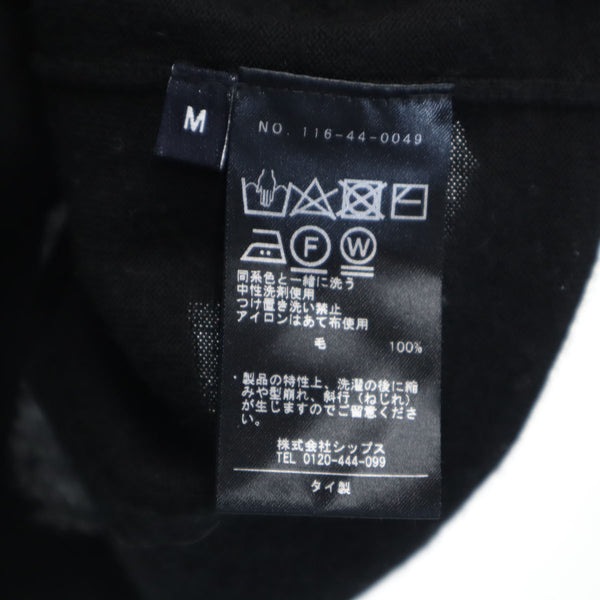 M
NO. 116-44-0049
F W
同系色と一緒に洗う
中性洗剤使用
つけ置き洗い禁止
アイロンはあて布使用
毛 100%
・製品の特性上、洗濯の後に縮
みや型崩れ、斜行(ねじれ)
が生じますのでご留意くださ
い。
株式会社シップス
TEL 0120-444-099
タイ製